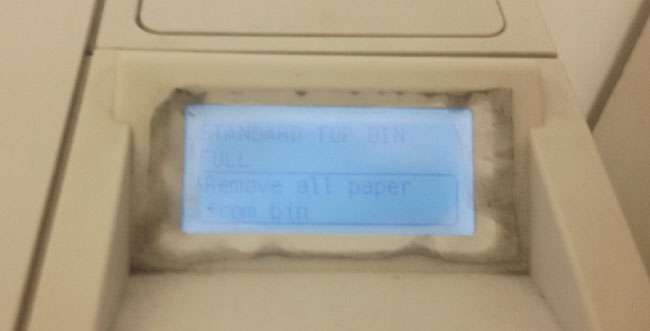 STANDARD TOP BIN
FULL
Remove all paper
from bin